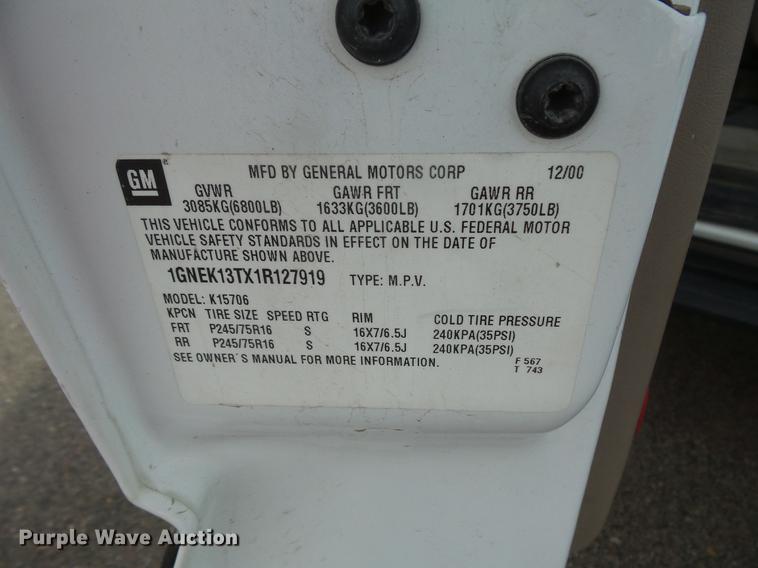 GM
MFD BY GENERAL MOTORS CORP 12/00
GVWR GAWR FRT GAWR RR
3085KG(6800LB) 1633KG(3600LB) 1701KG(3750LB)
THIS VEHICLE CONFORMS TO ALL APPLICABLE U.S. FEDERAL MOTOR
VEHICLE SAFETY STANDARDS IN EFFECT ON THE DATE OF
MANUFACTURE SHOWN ABOVE.
1GNEK13TX1R127919 TYPE: M.P.V.
MODEL: K15706
KPCN TIRE SIZE SPEED RTG RIM COLD TIRE PRESSURE
FRT P245/75R16 S 16X7/6.5J 240KPA(35PSI)
RR P245/75R16 S 16X7/6.5J 240KPA(35PSI)
SEE OWNER'S MANUAL FOR MORE INFORMATION. F 567
T 743
Purple Wave Auction